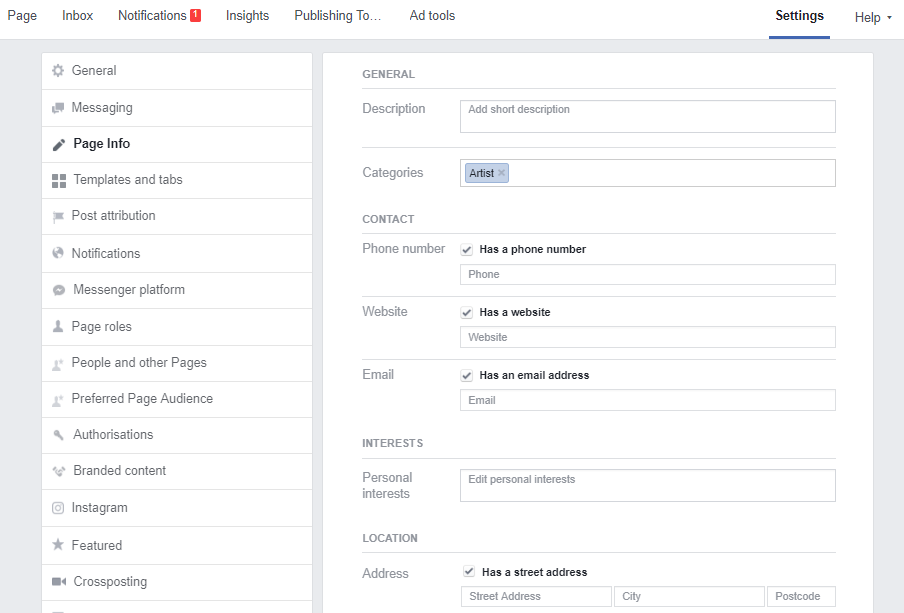 Page Inbox Notifications 1 Insights Publishing To… Ad tools Settings Help
General
Messaging
Page Info
Templates and tabs
Post attribution
Notifications
Messenger platform
Page roles
People and other Pages
Preferred Page Audience
Authorisations
Branded content
Instagram
Featured
Crossposting
GENERAL
Description Add short description
Categories Artist ×
CONTACT
Phone number Has a phone number
Phone
Website Has a website
Website
Email Has an email address
Email
INTERESTS
Personal
interests
Edit personal interests
LOCATION
Address Has a street address
Street Address City Postcode